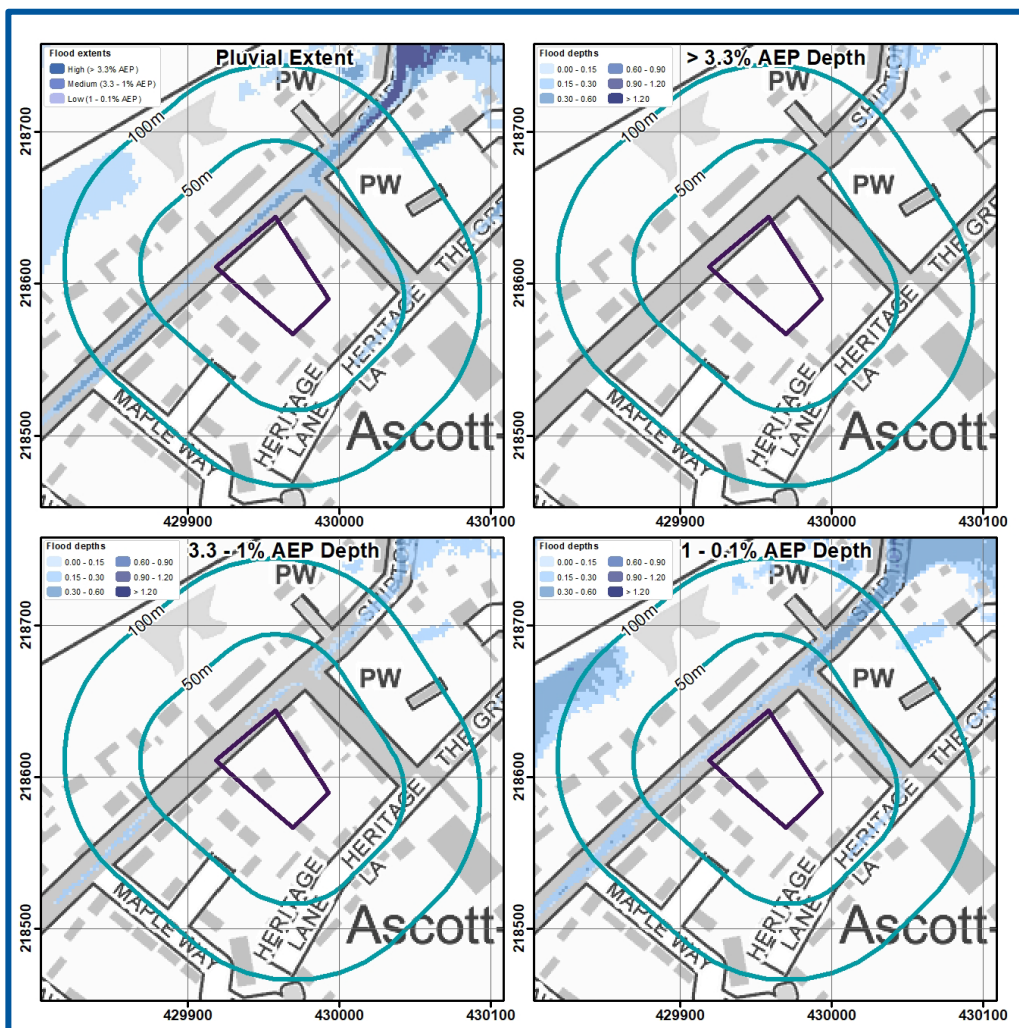 Pluvial Extent
Flood extents
High (> 3.3% AEP)
Medium (3.3 - 1% AEP)
Low (1 - 0.1% AEP)
PW
SHIPTON
100m
50m
PW
THE GRE
HERITAGE
LA
HERITAGE
LANE
MAPLE WAY
Ascott-
218700
218600
218500
429900 430000 430100
> 3.3% AEP Depth
Flood depths
0.00 - 0.15 0.60 - 0.90
0.15 - 0.30 0.90 - 1.20
0.30 - 0.60 > 1.20
PW
SHIPTON
100m
50m
PW
THE GRE
HERITAGE
LA
HERITAGE
LANE
MAPLE WAY
Ascott-
218700
218600
218500
429900 430000 430100
3.3 - 1% AEP Depth
Flood depths
0.00 - 0.15 0.60 - 0.90
0.15 - 0.30 0.90 - 1.20
0.30 - 0.60 > 1.20
PW
SHIPTON
100m
50m
PW
THE GRE
HERITAGE
LA
HERITAGE
LANE
MAPLE WAY
Ascott-
218700
218600
218500
429900 430000 430100
1 - 0.1% AEP Depth
Flood depths
0.00 - 0.15 0.60 - 0.90
0.15 - 0.30 0.90 - 1.20
0.30 - 0.60 > 1.20
PW
SHIPTON
100m
50m
PW
THE GRE
HERITAGE
LA
HERITAGE
LANE
MAPLE WAY
Ascott-
218700
218600
218500
429900 430000 430100